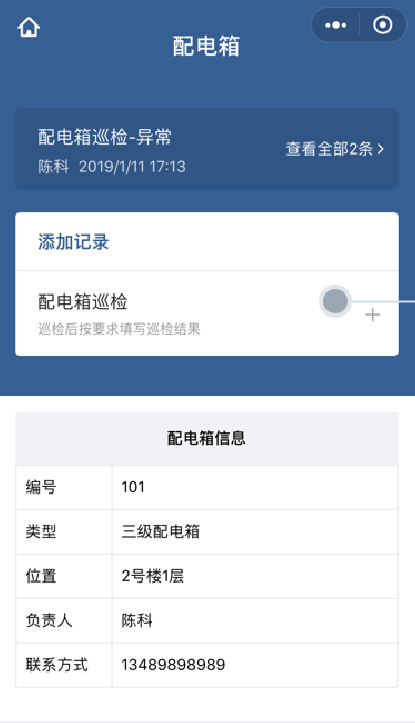 配电箱
配电箱巡检-异常
陈科 2019/1/11 17:13
查看全部2条
添加记录
配电箱巡检
巡检后按要求填写巡检结果
配电箱信息
编号 101
类型 三级配电箱
位置 2号楼1层
负责人 陈科
联系方式 13489898989